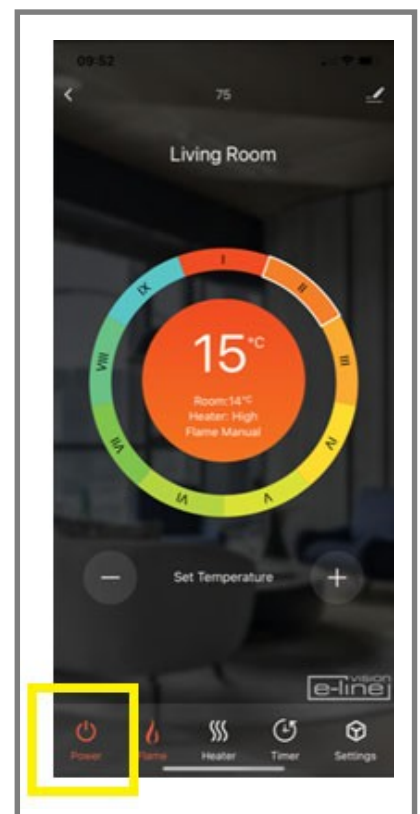 09:52
75
Living Room
I
II
III
IV
V
VI
VII
VIII
IX
15°C
Room:14°C
Heater: High
Flame Manual
Set Temperature
vision
e-line
Power
Flame
Heater
Timer
Settings